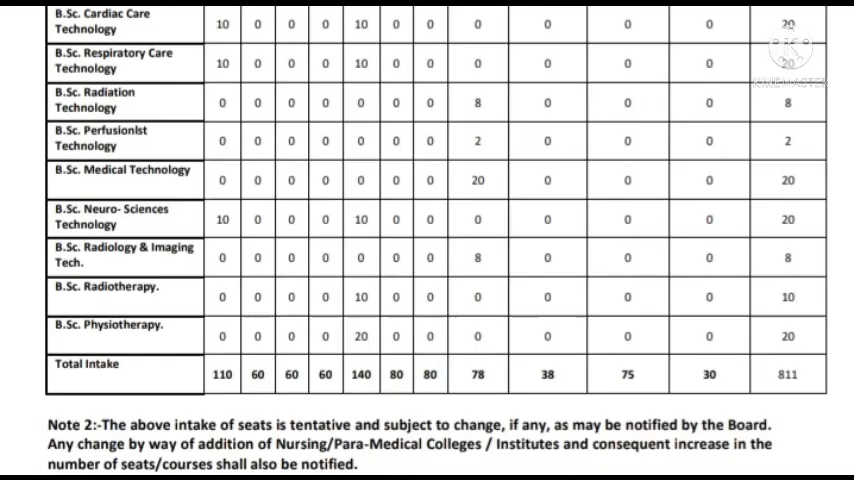 B.Sc. Cardiac Care
Technology 10 0 0 0 10 0 0 0 0 0 0 20
B.Sc. Respiratory Care
Technology 10 0 0 0 10 0 0 0 0 0 0 20
B.Sc. Radiation
Technology 0 0 0 0 0 0 0 8 0 0 0 8
B.Sc. Perfusionlst
Technology 0 0 0 0 0 0 0 2 0 0 0 2
B.Sc. Medical Technology
0 0 0 0 0 0 0 20 0 0 0 20
B.Sc. Neuro- Sciences
Technology 10 0 0 0 10 0 0 0 0 0 0 20
B.Sc. Radiology & Imaging
Tech. 0 0 0 0 0 0 0 8 0 0 0 8
B.Sc. Radiotherapy.
0 0 0 0 10 0 0 0 0 0 0 10
B.Sc. Physiotherapy.
0 0 0 0 20 0 0 0 0 0 0 20
Total Intake
110 60 60 60 140 80 80 78 38 75 30 811
Note 2:-The above intake of seats is tentative and subject to change, if any, as may be notified by the Board.
Any change by way of addition of Nursing/Para-Medical Colleges / Institutes and consequent increase in the
number of seats/courses shall also be notified.
KINEMASTER